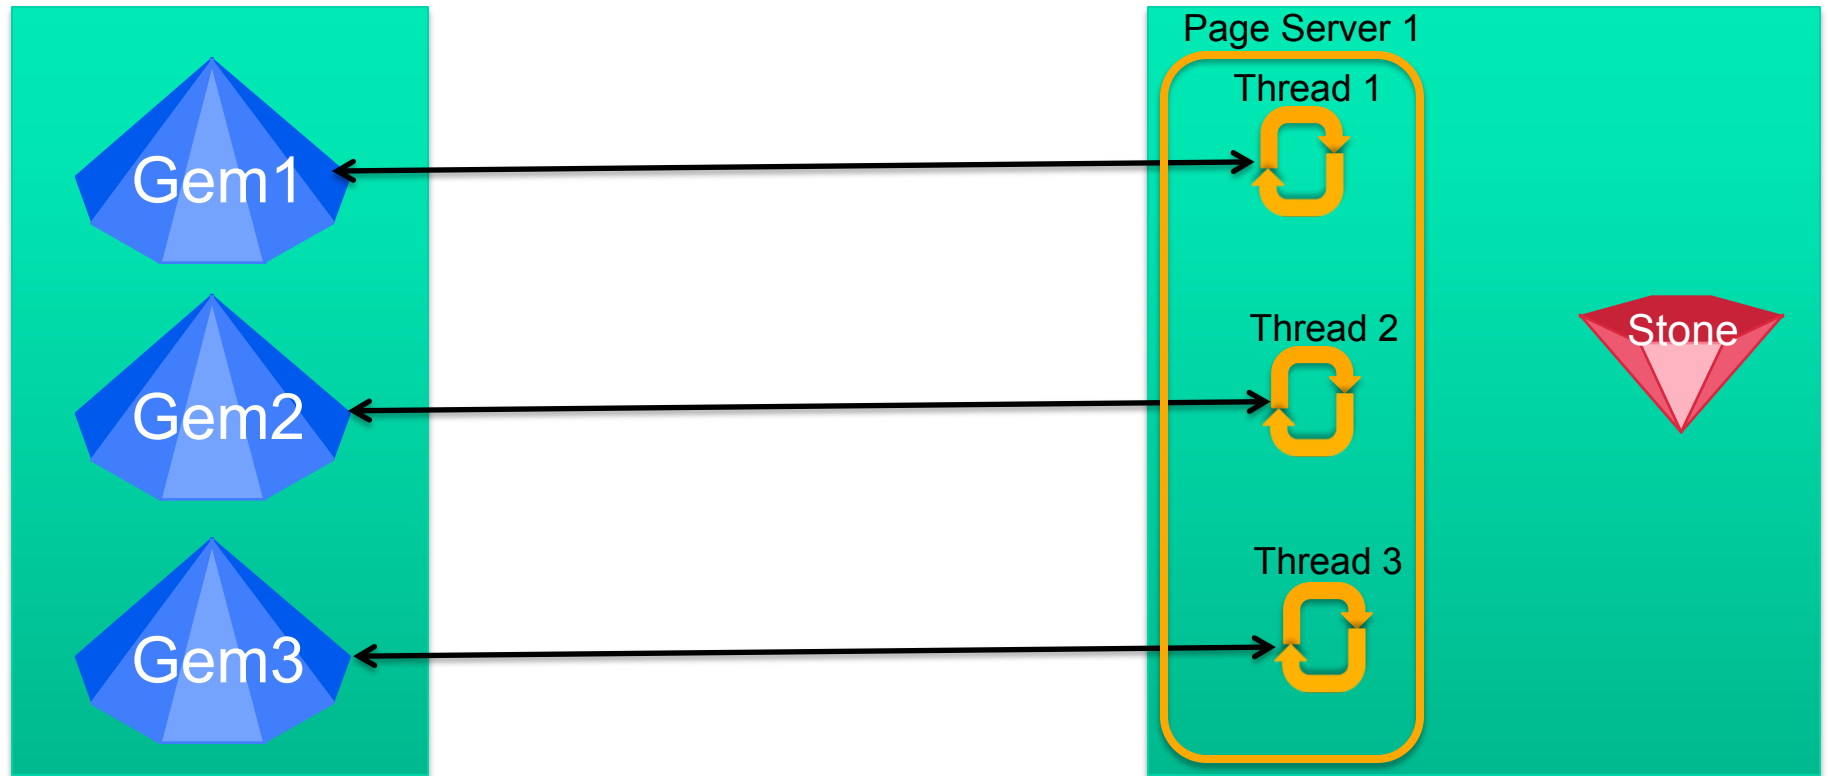 Page Server 1
Thread 1
Gem1
Thread 2
Stone
Gem2
Thread 3
Gem3